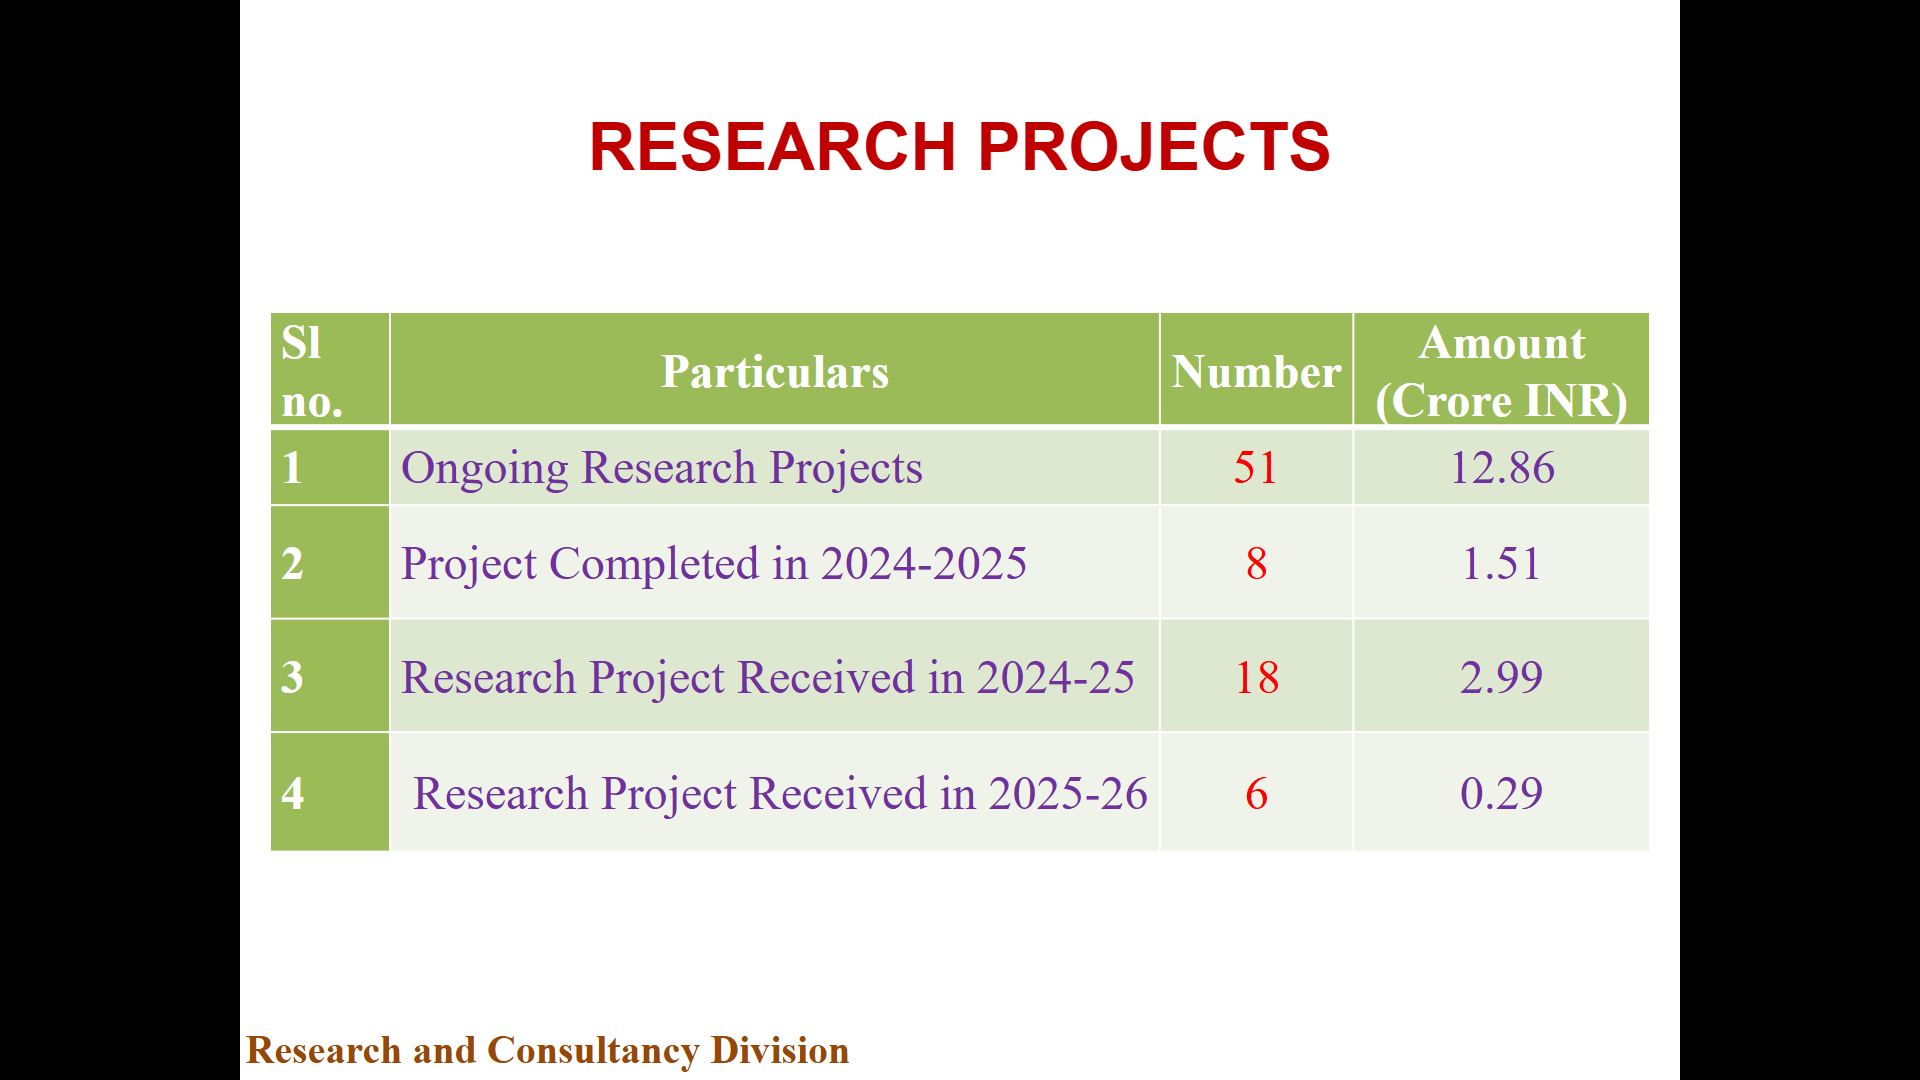 RESEARCH PROJECTS
Sl no. Particulars Number Amount (Crore INR)
1 Ongoing Research Projects 51 12.86
2 Project Completed in 2024-2025 8 1.51
3 Research Project Received in 2024-25 18 2.99
4 Research Project Received in 2025-26 6 0.29
Research and Consultancy Division